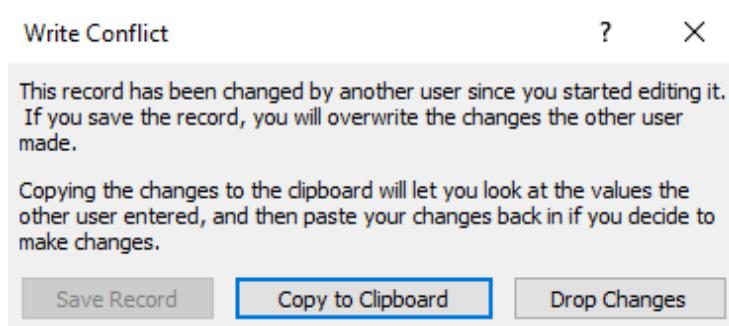 Write Conflict ? X
This record has been changed by another user since you started editing it.
If you save the record, you will overwrite the changes the other user
made.
Copying the changes to the clipboard will let you look at the values the
other user entered, and then paste your changes back in if you decide to
make changes.
Save Record Copy to Clipboard Drop Changes